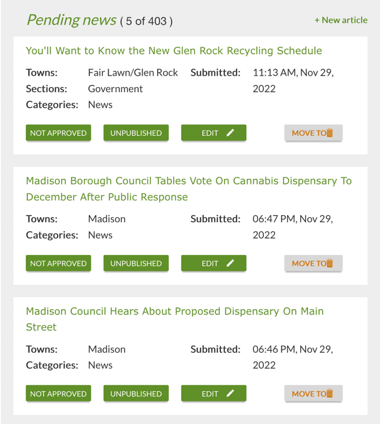 Pending news ( 5 of 403 )
+ New article
You'll Want to Know the New Glen Rock Recycling Schedule
Towns: Fair Lawn/Glen Rock Submitted: 11:13 AM, Nov 29,
Sections: Government 2022
Categories: News
NOT APPROVED UNPUBLISHED EDIT MOVE TO
Madison Borough Council Tables Vote On Cannabis Dispensary To
December After Public Response
Towns: Madison Submitted: 06:47 PM, Nov 29,
Categories: News 2022
NOT APPROVED UNPUBLISHED EDIT MOVE TO
Madison Council Hears About Proposed Dispensary On Main
Street
Towns: Madison Submitted: 06:46 PM, Nov 29,
Categories: News 2022
NOT APPROVED UNPUBLISHED EDIT MOVE TO